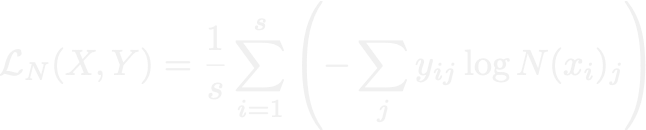 $\mathcal{L}_N(X, Y) = \frac{1}{s} \sum_{i=1}^{s} \left( - \sum_{j} y_{ij} \log N(x_i)_j \right)$